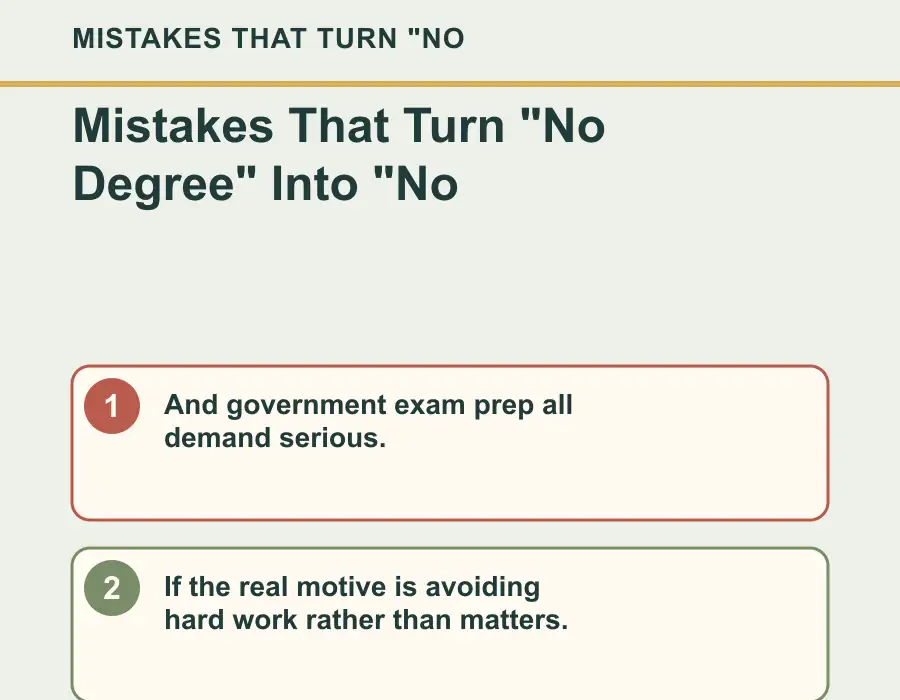 MISTAKES THAT TURN "NO
Mistakes That Turn "No
Degree" Into "No
1
And government exam prep all
demand serious.
2
If the real motive is avoiding
hard work rather than matters.